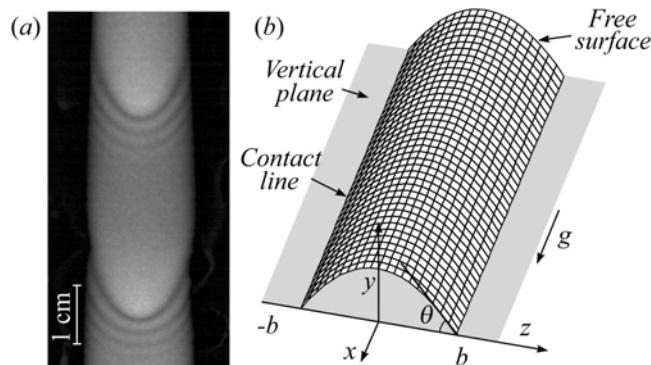 (a)
1 cm
(b)
Free
surface
Vertical
plane
Contact
line
g
y
θ
-b
x
b
z